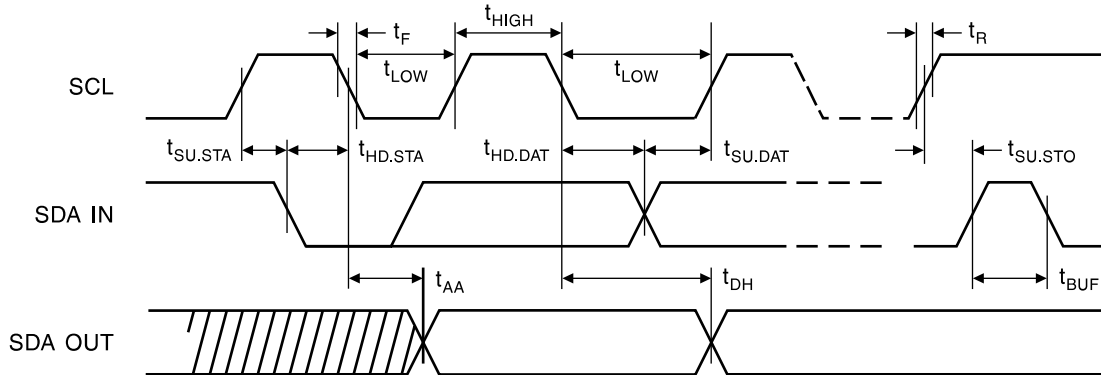 tHIGH
tF
tR
tLOW
tLOW
SCL
tSU.STA
tHD.STA
tHD.DAT
tSU.DAT
tSU.STO
SDA IN
tAA
tDH
tBUF
SDA OUT